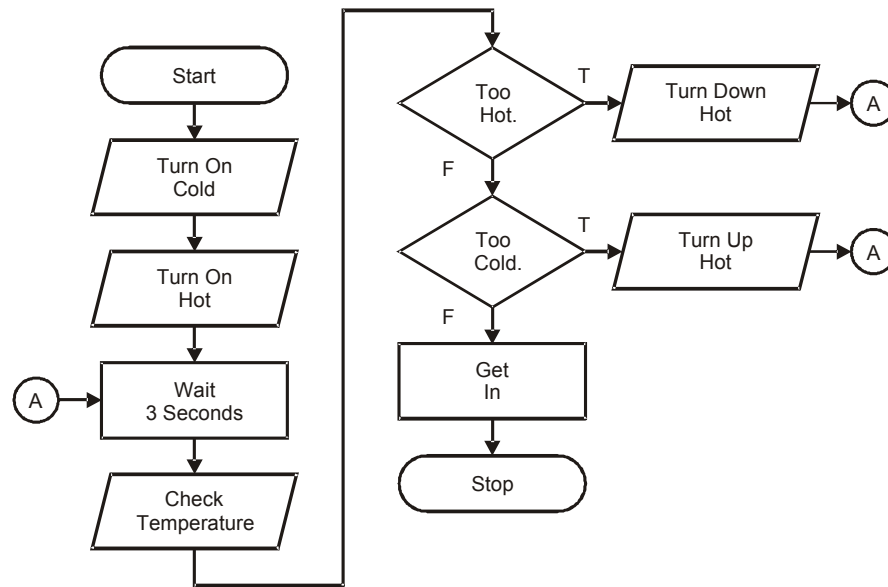 Start
Turn On
Cold
Turn On
Hot
A
Wait
3 Seconds
Check
Temperature
Too
Hot.
T
Turn Down
Hot
A
F
Too
Cold.
T
Turn Up
Hot
A
F
Get
In
Stop